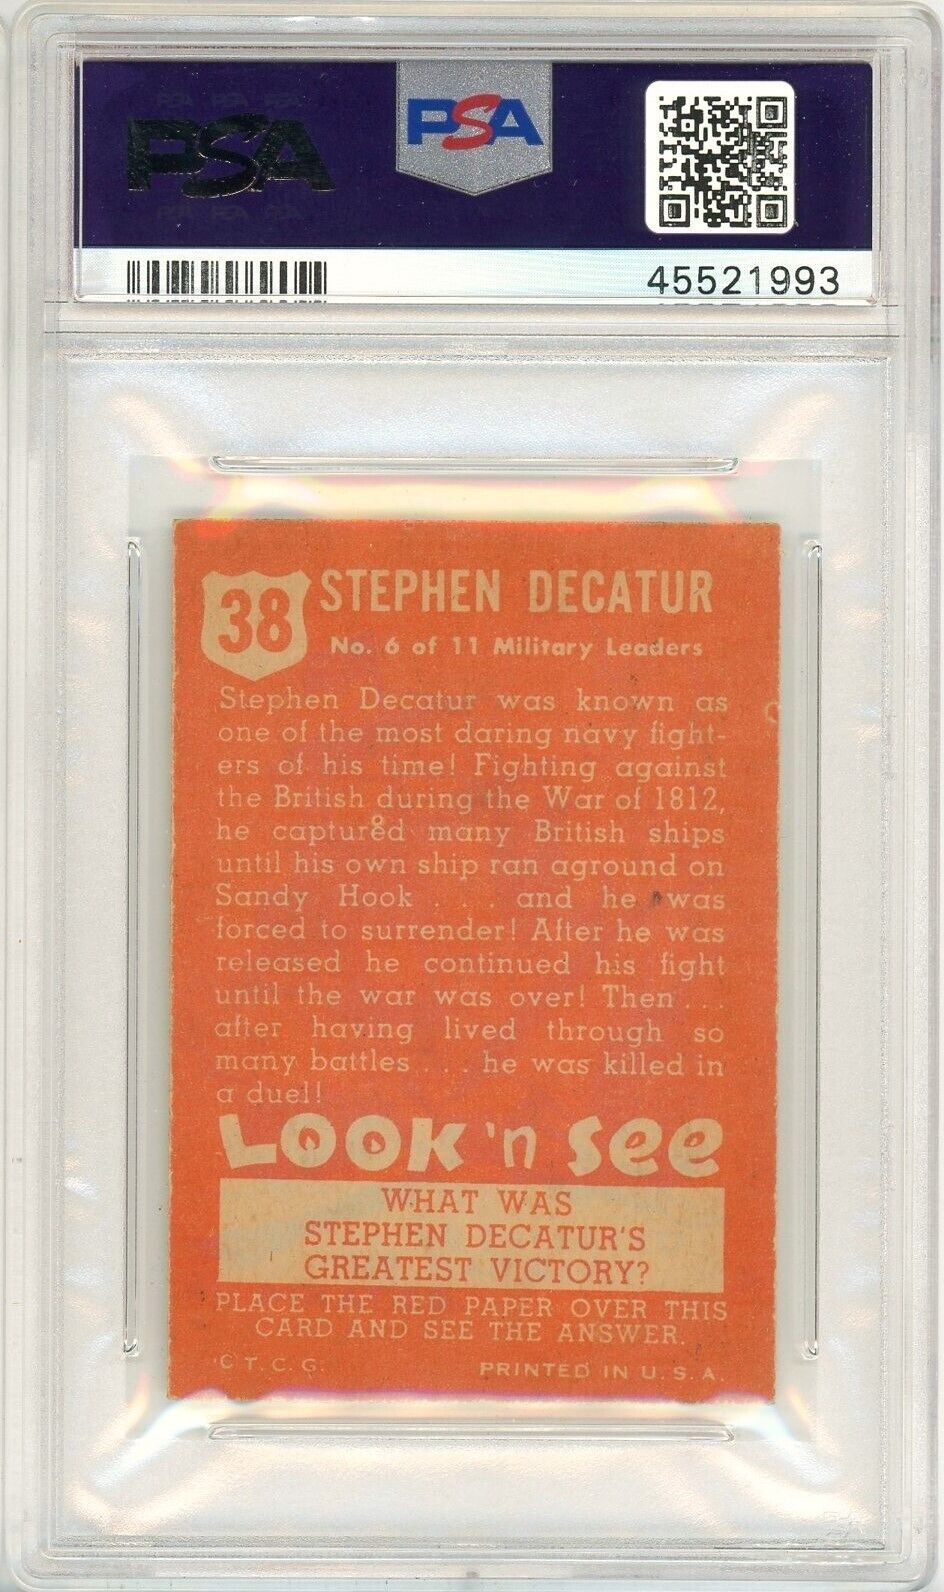 PSA
PSA
45521993
38
STEPHEN DECATUR
No. 6 of 11 Military Leaders
Stephen Decatur was known as
one of the most daring navy fight-
ers of his time! Fighting against
the British during the War of 1812,
he captured many British ships
until his own ship ran aground on
Sandy Hook . . . and he was
forced to surrender! After he was
released he continued his fight
until the war was over! Then . . .
after having lived through so
many battles . . . he was killed in
a duel!
LOOK 'n See
WHAT WAS
STEPHEN DECATUR'S
GREATEST VICTORY?
PLACE THE RED PAPER OVER THIS
CARD AND SEE THE ANSWER.
©T.C.G. PRINTED IN U.S.A.